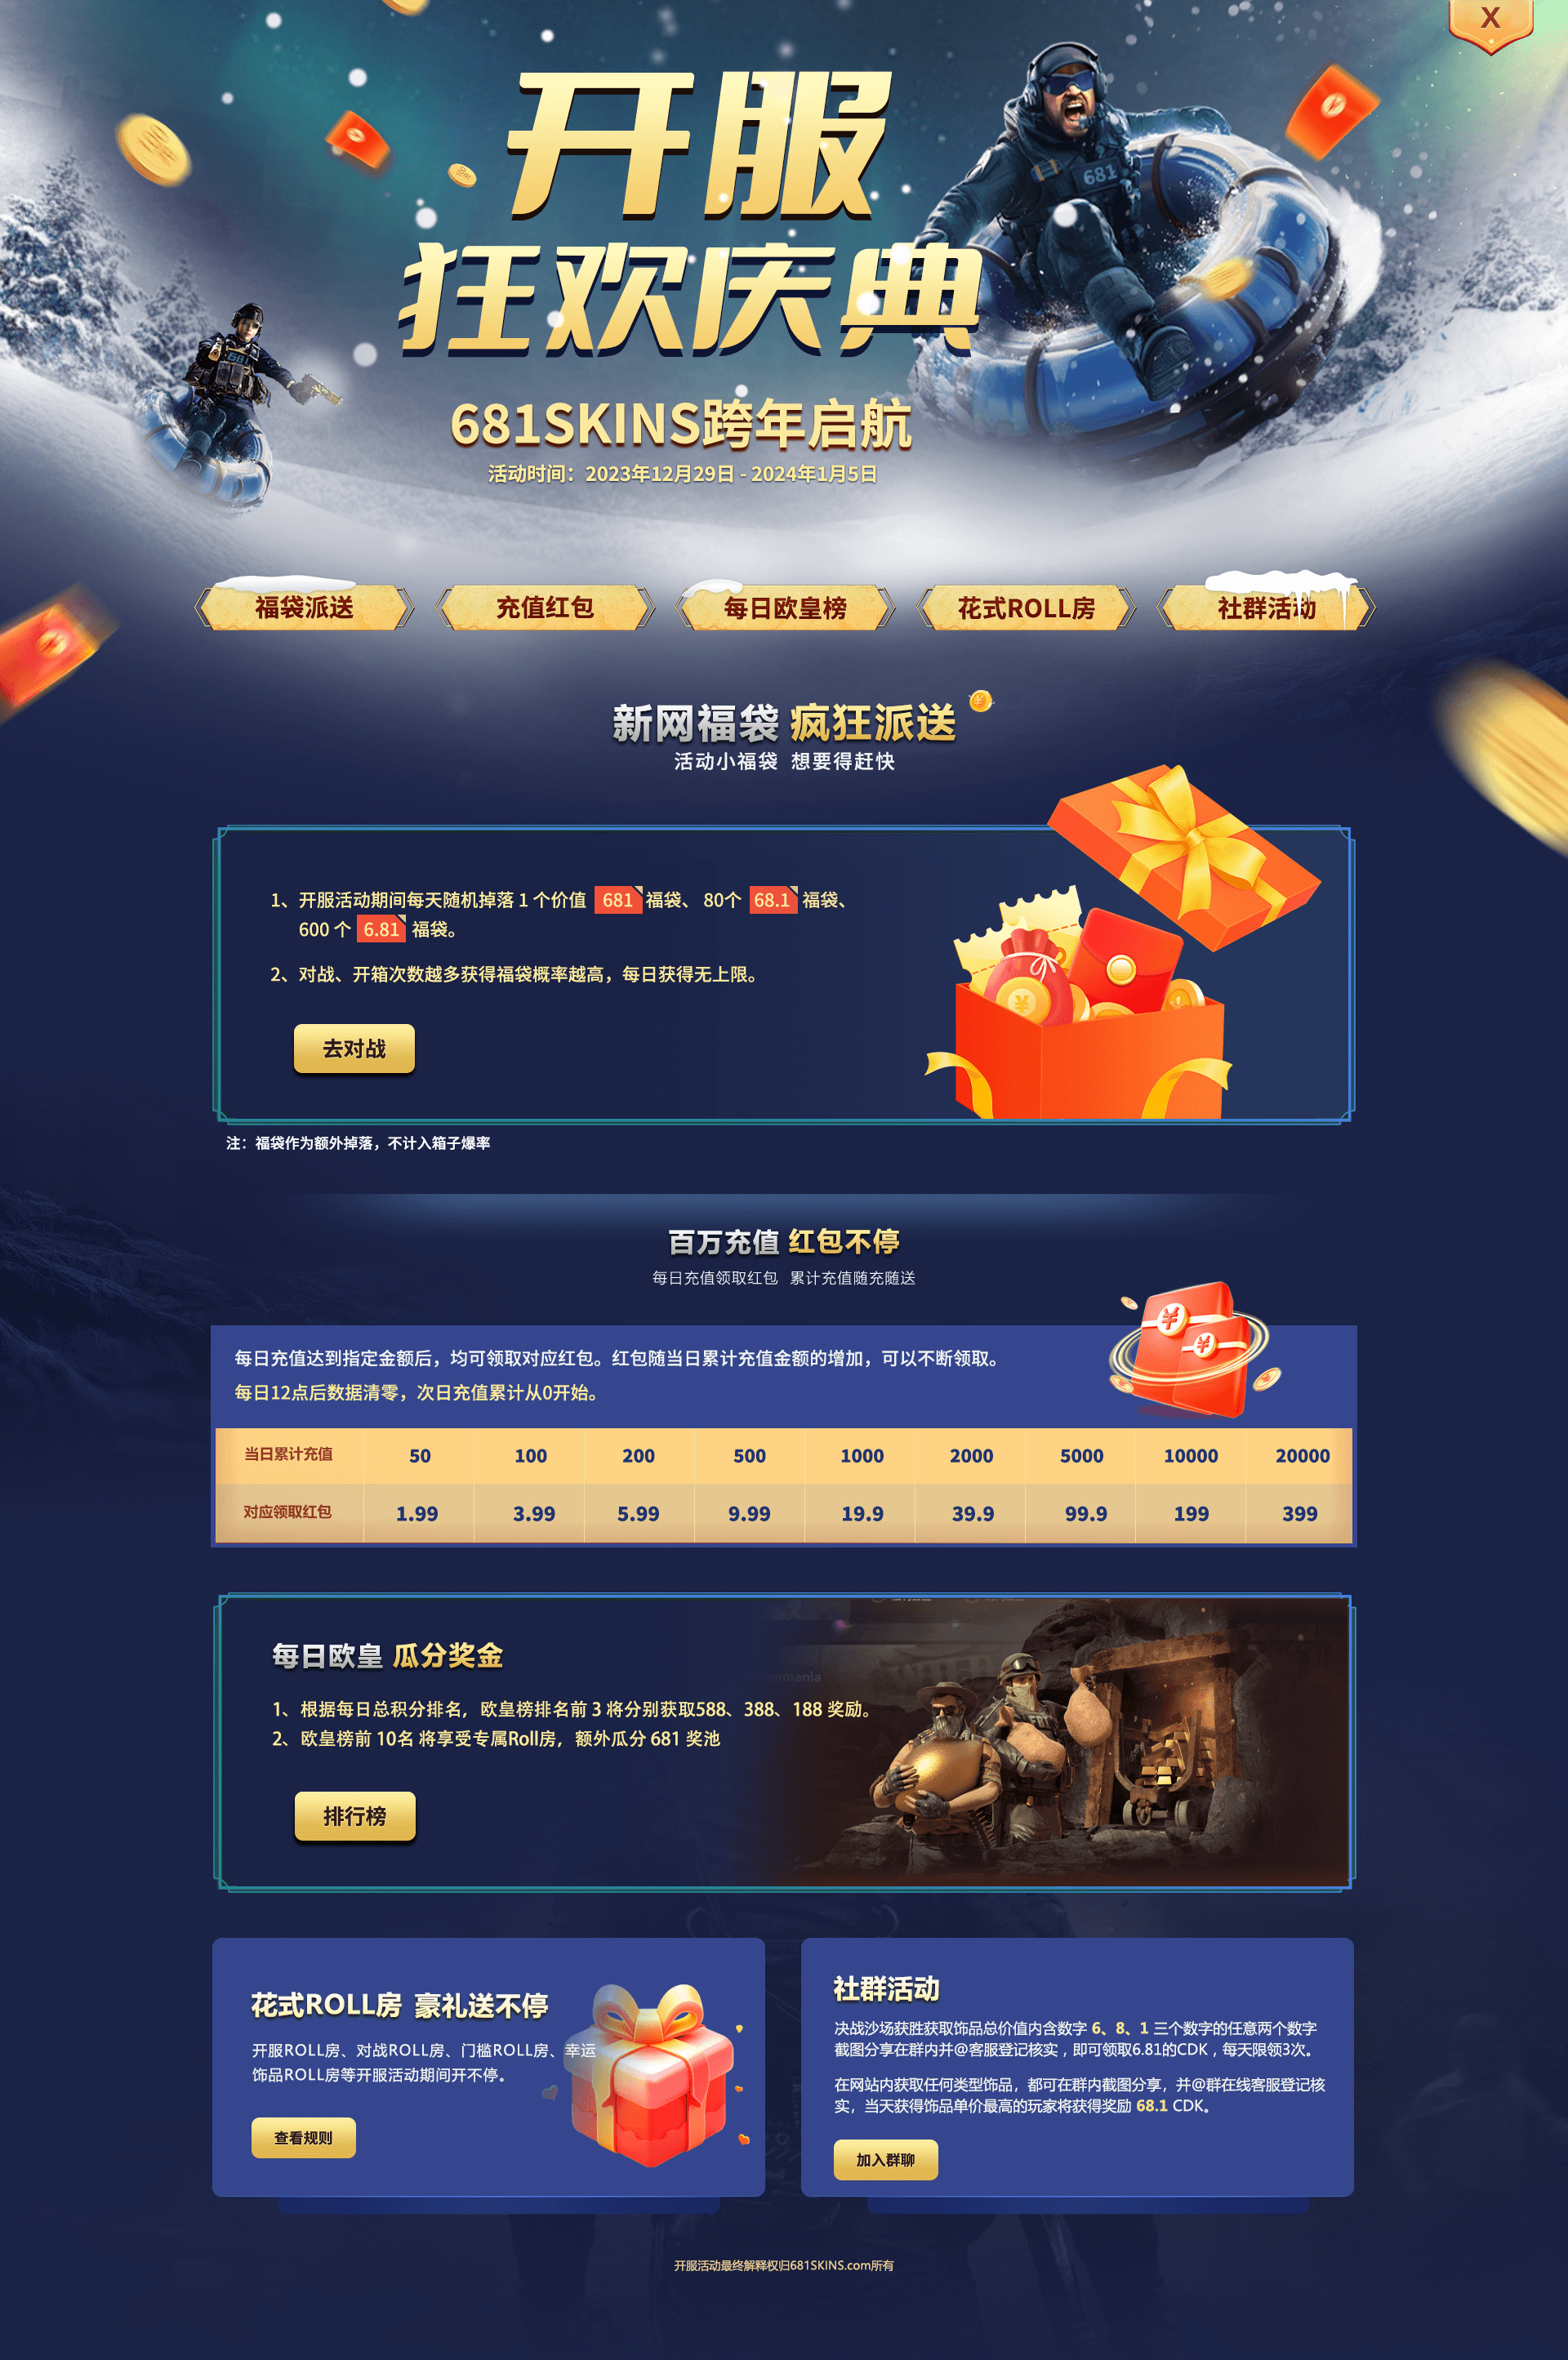 X
开服
狂欢庆典
681
681
681SKINS跨年启航
活动时间：2023年12月29日 - 2024年1月5日
福袋派送 充值红包 每日欧皇榜 花式ROLL房 社群活动
新网福袋 疯狂派送
活动小福袋 想要得赶快
1、开服活动期间每天随机掉落 1 个价值 681 福袋、 80个 68.1 福袋、
600 个 6.81 福袋。
2、对战、开箱次数越多获得福袋概率越高，每日获得无上限。
去对战
注：福袋作为额外掉落，不计入箱子爆率
百万充值 红包不停
每日充值领取红包 累计充值随充随送
每日充值达到指定金额后，均可领取对应红包。红包随当日累计充值金额的增加，可以不断领取。
每日12点后数据清零，次日充值累计从0开始。
当日累计充值 50 100 200 500 1000 2000 5000 10000 20000
对应领取红包 1.99 3.99 5.99 9.99 19.9 39.9 99.9 199 399
每日欧皇 瓜分奖金
1、根据每日总积分排名，欧皇榜排名前 3 将分别获取588、388、188 奖励。
2、欧皇榜前 10名 将享受专属Roll房，额外瓜分 681 奖池
排行榜
花式ROLL房 豪礼送不停
开服ROLL房、对战ROLL房、门槛ROLL房、幸运
饰品ROLL房等开服活动期间开不停。
查看规则
社群活动
决战沙场获胜获取饰品总价值内含数字 6、8、1 三个数字的任意两个数字
截图分享在群内并@客服登记核实，即可领取6.81的CDK，每天限领3次。
在网站内获取任何类型饰品，都可在群内截图分享，并@群在线客服登记核
实，当天获得饰品单价最高的玩家将获得奖励 68.1 CDK。
加入群聊
开服活动最终解释权归681SKINS.com所有